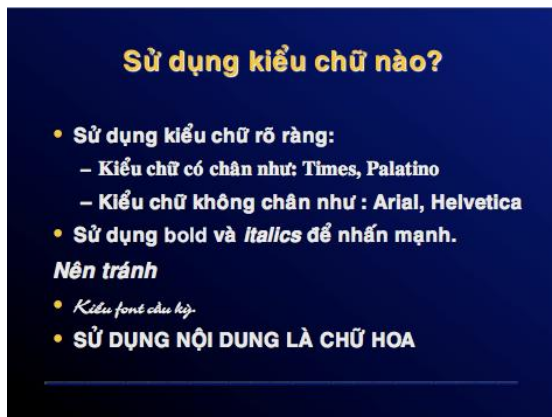 Sử dụng kiểu chữ nào?
• Sử dụng kiểu chữ rõ ràng:
– Kiểu chữ có chân như: Times, Palatino
– Kiểu chữ không chân như : Arial, Helvetica
• Sử dụng bold và italics để nhấn mạnh.
Nên tránh
• Kiểu font cầu kỳ.
• SỬ DỤNG NỘI DUNG LÀ CHỮ HOA